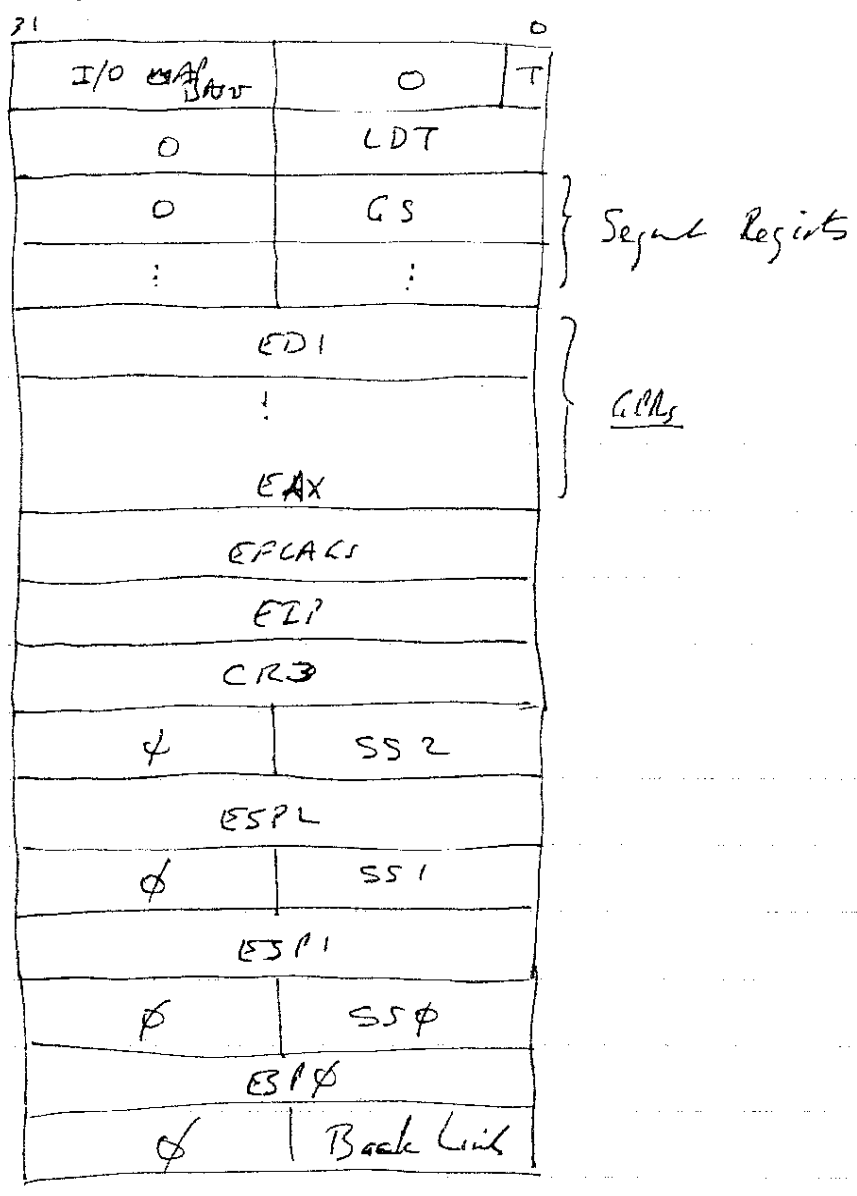 31 0
I/O MAP BASE 0 T
0 LDT
0 GS
Segment Registers
⋮ ⋮
EDI
⋮
GPRs
EAX
EFLAGS
EIP
CR3
0 SS2
ESP2
0 SS1
ESP1
0 SS0
ESP0
0 Back Link